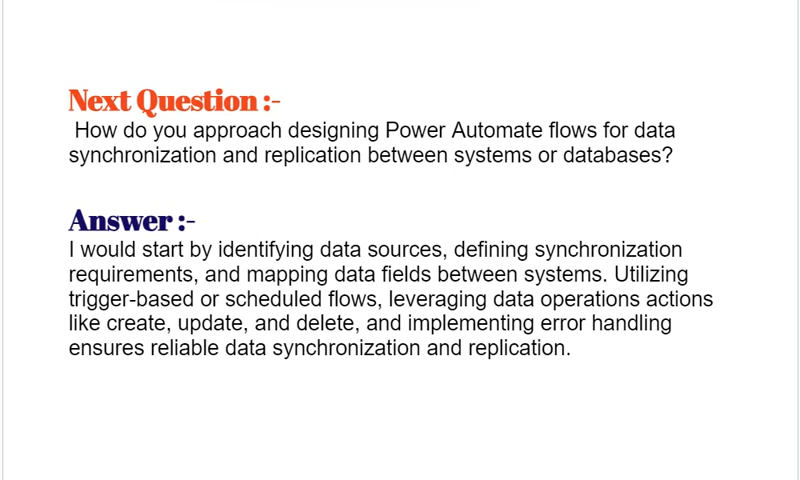 Next Question :-
How do you approach designing Power Automate flows for data
synchronization and replication between systems or databases?
Answer :-
I would start by identifying data sources, defining synchronization
requirements, and mapping data fields between systems. Utilizing
trigger-based or scheduled flows, leveraging data operations actions
like create, update, and delete, and implementing error handling
ensures reliable data synchronization and replication.